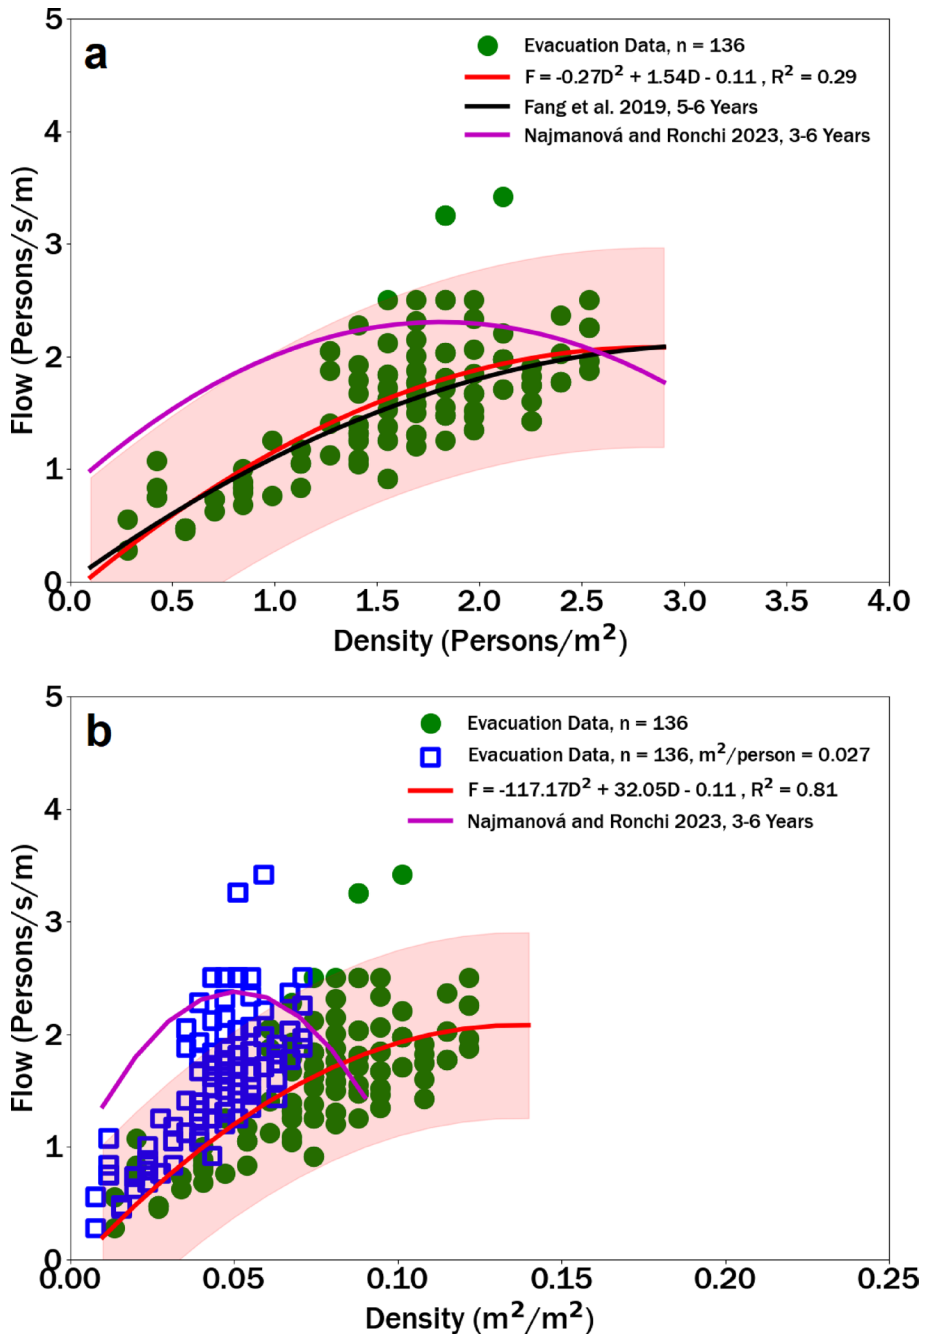 a
Evacuation Data, n = 136
F = -0.27D² + 1.54D - 0.11 , R² = 0.29
Fang et al. 2019, 5-6 Years
Najmanová and Ronchi 2023, 3-6 Years
5
4
3
2
1
0
Flow (Persons/s/m)
0.0 0.5 1.0 1.5 2.0 2.5 3.0 3.5 4.0
Density (Persons/m²)
b
Evacuation Data, n = 136
Evacuation Data, n = 136, m²/person = 0.027
F = -117.17D² + 32.05D - 0.11 , R² = 0.81
Najmanová and Ronchi 2023, 3-6 Years
5
4
3
2
1
0
Flow (Persons/s/m)
0.00 0.05 0.10 0.15 0.20 0.25
Density (m²/m²)